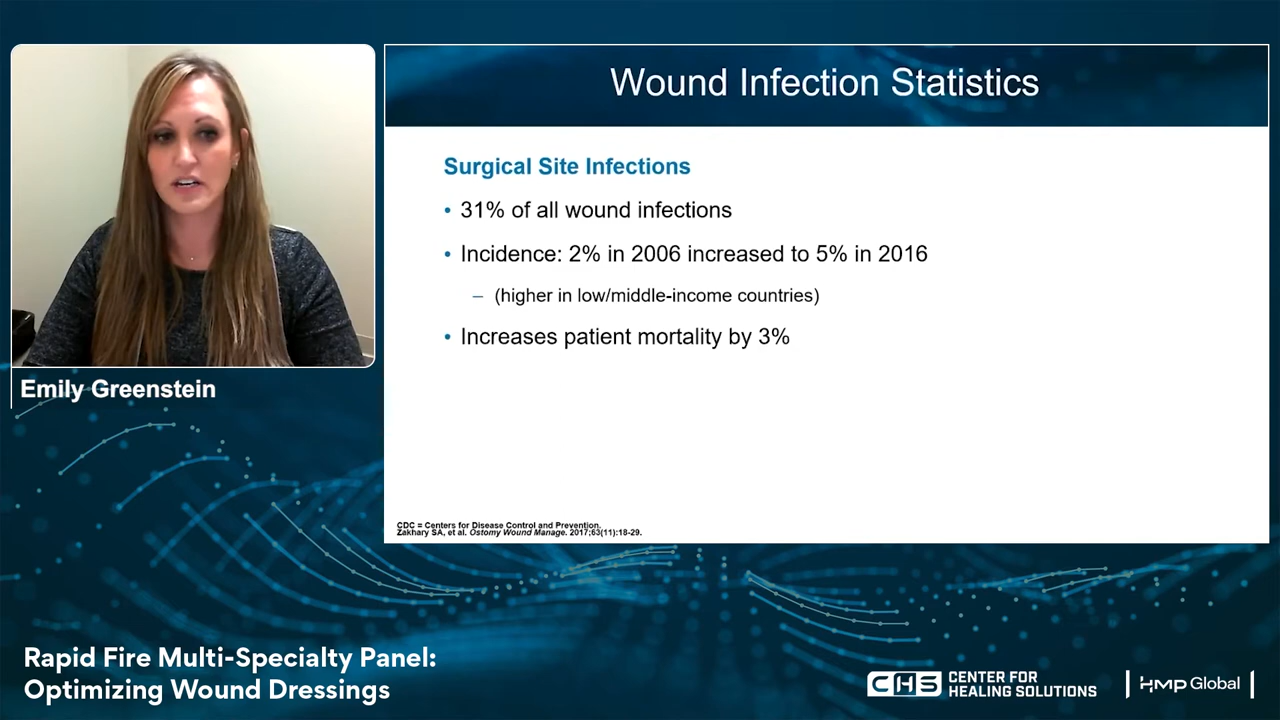 Wound Infection Statistics
Surgical Site Infections
• 31% of all wound infections
• Incidence: 2% in 2006 increased to 5% in 2016
– (higher in low/middle-income countries)
• Increases patient mortality by 3%
CDC = Centers for Disease Control and Prevention.
Zakhary SA, et al. Ostomy Wound Manage. 2017;63(11):18-29.
Emily Greenstein
Rapid Fire Multi-Specialty Panel:
Optimizing Wound Dressings
CHS CENTER FOR
HEALING SOLUTIONS
HMP Global